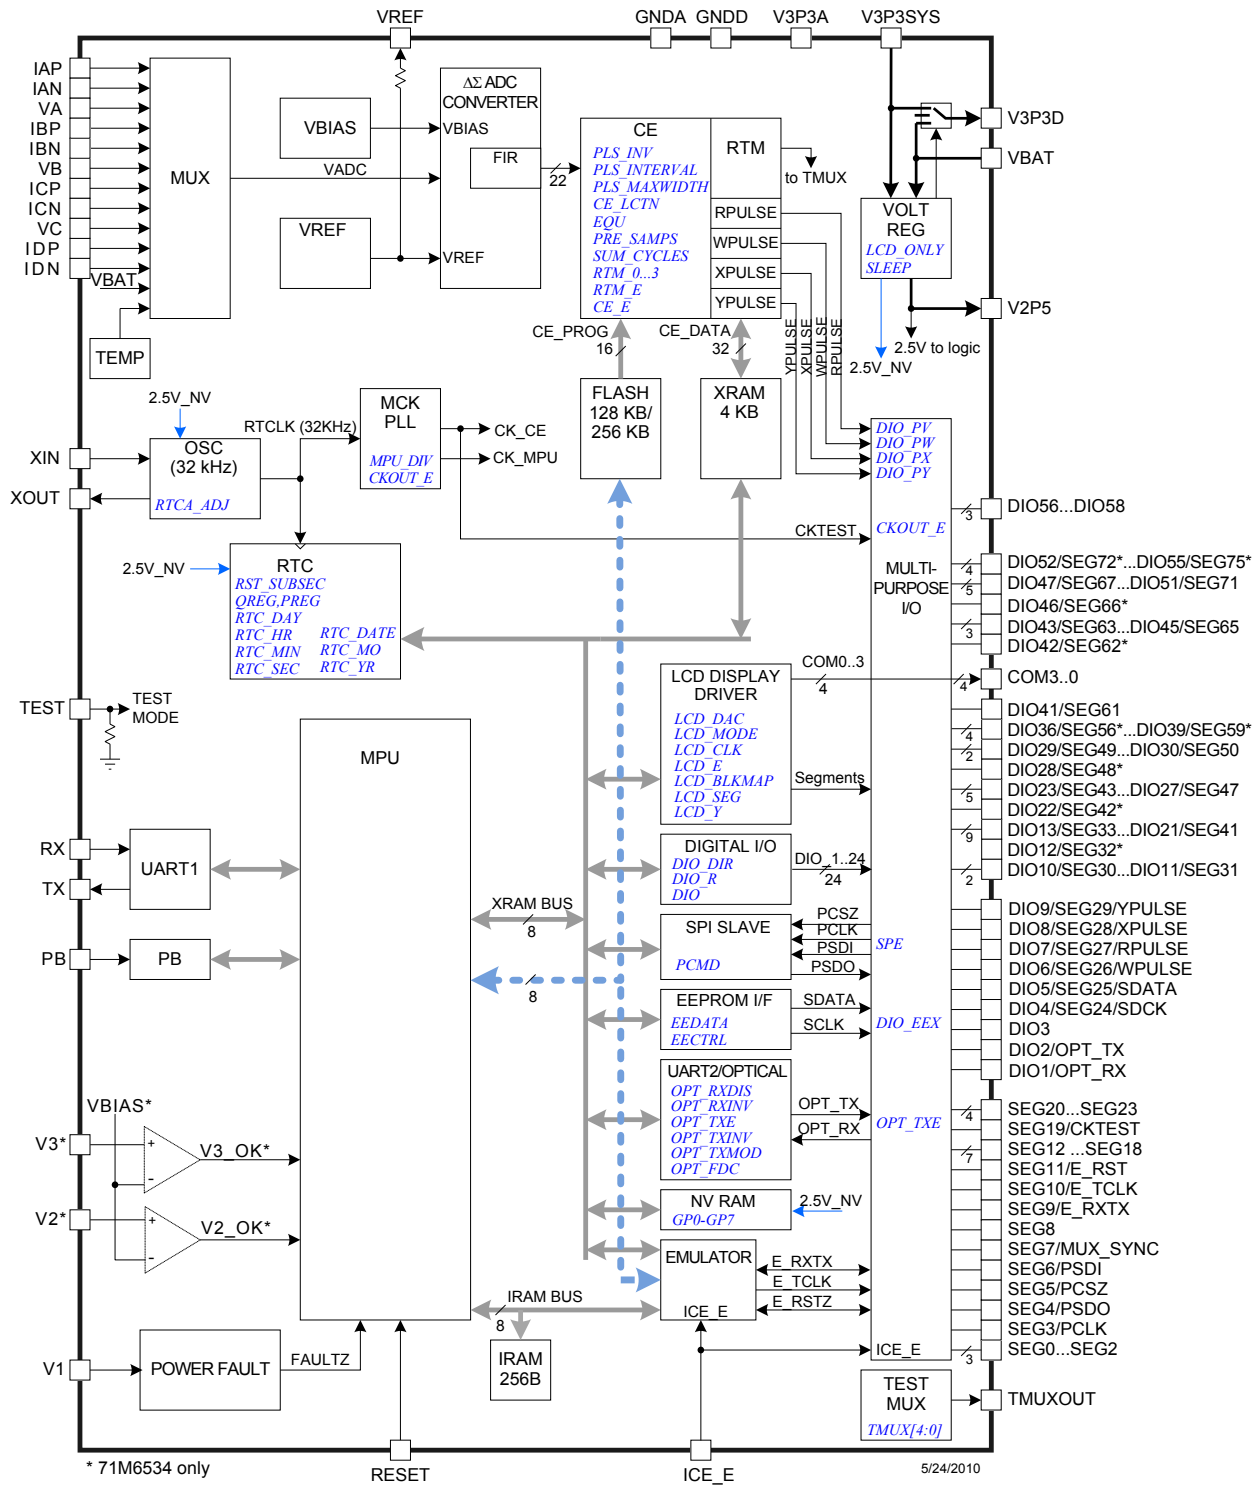 VREF
GNDA GNDD V3P3A V3P3SYS
IAP
IAN
VA
IBP
IBN
VB
ICP
ICN
VC
IDP
IDN
VBAT
MUX
TEMP
VBIAS
VREF
VADC
ΔΣ ADC
CONVERTER
VBIAS
FIR
VREF
22
CE
PLS_INV
PLS_INTERVAL
PLS_MAXWIDTH
CE_LCTN
EQU
PRE_SAMPS
SUM_CYCLES
RTM_0...3
RTM_E
CE_E
RTM
to TMUX
RPULSE
WPULSE
XPULSE
YPULSE
V3P3D
VBAT
VOLT
REG
LCD_ONLY
SLEEP
V2P5
2.5V to logic
2.5V_NV
CE_PROG
16
CE_DATA
32
YPULSE
XPULSE
WPULSE
RPULSE
FLASH
128 KB/
256 KB
XRAM
4 KB
2.5V_NV
XIN
XOUT
OSC
(32 kHz)
RTCA_ADJ
RTCLK (32KHz)
MCK
PLL
MPU_DIV
CKOUT_E
CK_CE
CK_MPU
CKTEST
2.5V_NV
RTC
RST_SUBSEC
QREG,PREG
RTC_DAY
RTC_HR RTC_DATE
RTC_MIN RTC_MO
RTC_SEC RTC_YR
DIO_PV
DIO_PW
DIO_PX
DIO_PY
CKOUT_E
MULTI-
PURPOSE
I/O
3
DIO56...DIO58
4
DIO52/SEG72*...DIO55/SEG75*
5
DIO47/SEG67...DIO51/SEG71
DIO46/SEG66*
3
DIO43/SEG63...DIO45/SEG65
DIO42/SEG62*
TEST
TEST
MODE
MPU
LCD DISPLAY
DRIVER
LCD_DAC
LCD_MODE
LCD_CLK
LCD_E
LCD_BLKMAP
LCD_SEG
LCD_Y
COM0..3
4
4
COM3..0
Segments
DIO41/SEG61
4
DIO36/SEG56*...DIO39/SEG59*
2
DIO29/SEG49...DIO30/SEG50
DIO28/SEG48*
5
DIO23/SEG43...DIO27/SEG47
DIO22/SEG42*
9
DIO13/SEG33...DIO21/SEG41
DIO12/SEG32*
2
DIO10/SEG30...DIO11/SEG31
RX
TX
UART1
PB
PB
XRAM BUS
8
8
DIGITAL I/O
DIO_DIR
DIO_R
DIO
DIO_1..24
24
SPI SLAVE
PCMD
PCSZ
PCLK
PSDI
PSDO
SPE
EEPROM I/F
EEDATA
EECTRL
SDATA
SCLK
DIO_EEX
DIO9/SEG29/YPULSE
DIO8/SEG28/XPULSE
DIO7/SEG27/RPULSE
DIO6/SEG26/WPULSE
DIO5/SEG25/SDATA
DIO4/SEG24/SDCK
DIO3
DIO2/OPT_TX
DIO1/OPT_RX
UART2/OPTICAL
OPT_RXDIS
OPT_RXINV
OPT_TXE
OPT_TXINV
OPT_TXMOD
OPT_FDC
OPT_TX
OPT_RX
OPT_TXE
NV RAM
GP0-GP7
2.5V_NV
VBIAS*
V3*
+
-
V3_OK*
V2*
+
-
V2_OK*
4
SEG20...SEG23
SEG19/CKTEST
7
SEG12 ...SEG18
SEG11/E_RST
SEG10/E_TCLK
SEG9/E_RXTX
SEG8
SEG7/MUX_SYNC
SEG6/PSDI
SEG5/PCSZ
SEG4/PSDO
SEG3/PCLK
3
SEG0...SEG2
EMULATOR
ICE_E
E_RXTX
E_TCLK
E_RSTZ
ICE_E
IRAM BUS
8
IRAM
256B
V1
POWER FAULT
FAULTZ
TEST
MUX
TMUX[4:0]
TMUXOUT
* 71M6534 only
RESET
ICE_E
5/24/2010